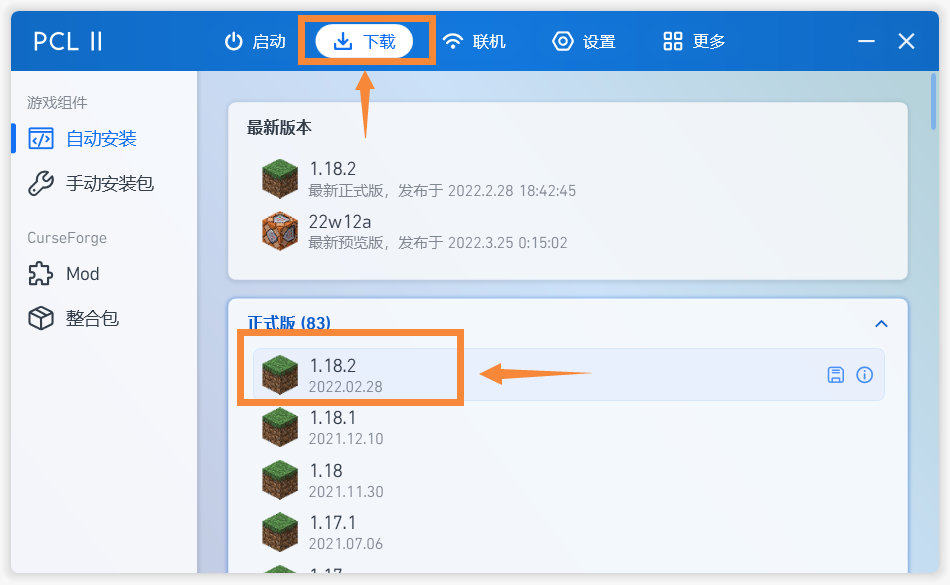 PCL II
启动
下载
联机
设置
更多
游戏组件
自动安装
手动安装包
CurseForge
Mod
整合包
最新版本
1.18.2
最新正式版，发布于 2022.2.28 18:42:45
22w12a
最新预览版，发布于 2022.3.25 0:15:02
正式版 (83)
1.18.2
2022.02.28
1.18.1
2021.12.10
1.18
2021.11.30
1.17.1
2021.07.06
1.17